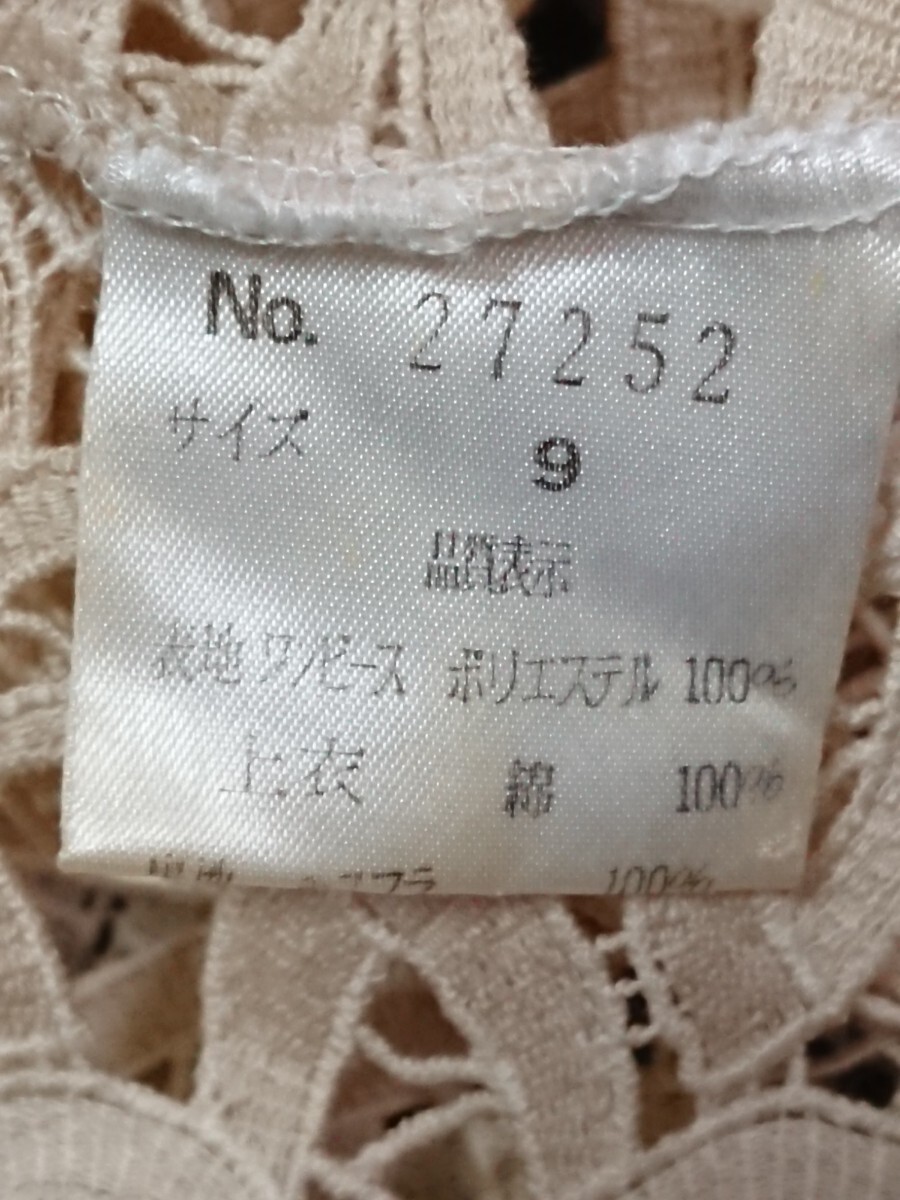 No. 27252
サイズ 9
品質表示
表地 ワンピース ポリエステル 100%
上衣 綿 100%
100%